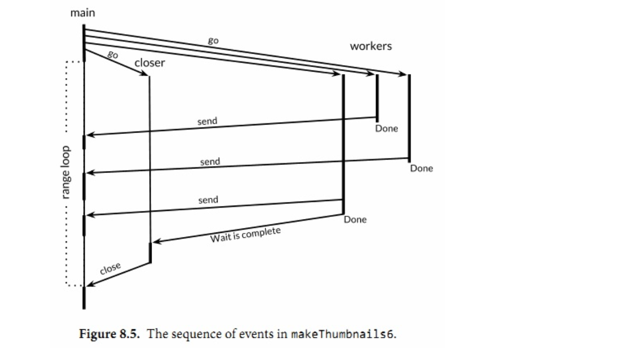 main
go
workers
go
closer
send
Done
send
Done
range loop
send
Done
Wait is complete
close
Figure 8.5. The sequence of events in makeThumbnails6.